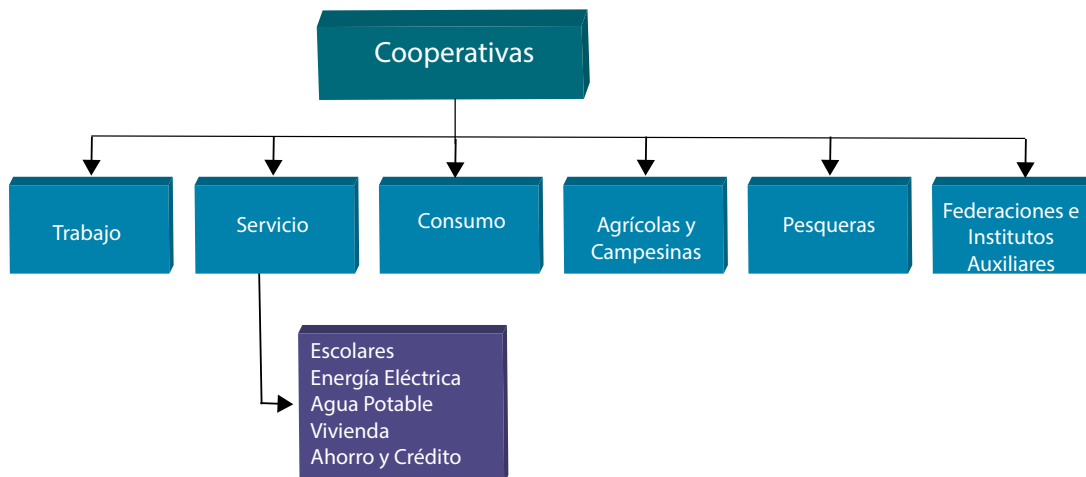 Cooperativas
Trabajo
Servicio
Consumo
Agrícolas y
Campesinas
Pesqueras
Federaciones e
Institutos
Auxiliares
Escolares
Energía Eléctrica
Agua Potable
Vivienda
Ahorro y Crédito